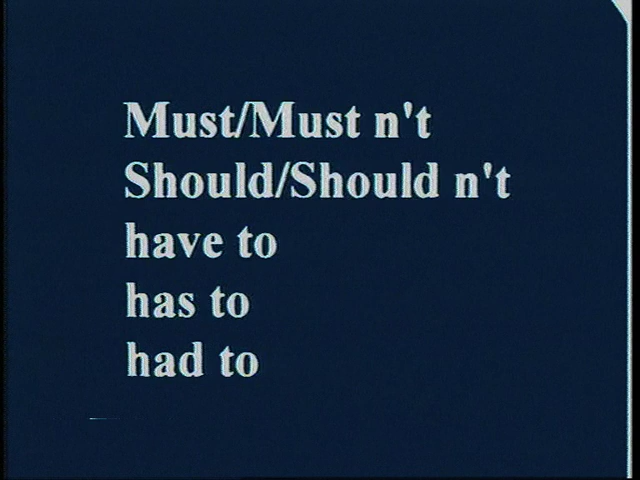 Must/Must n't
Should/Should n't
have to
has to
had to